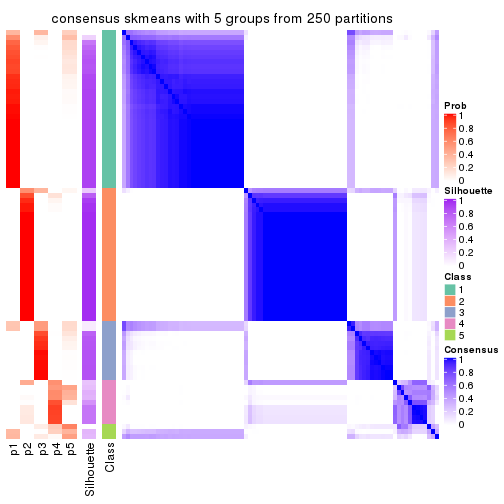 consensus skmeans with 5 groups from 250 partitions
Prob
1
0.8
0.6
0.4
0.2
0
Silhouette
1
0.8
0.6
0.4
0.2
0
Class
1
2
3
4
5
Consensus
1
0.8
0.6
0.4
0.2
0
p1
p2
p3
p4
p5
Silhouette
Class